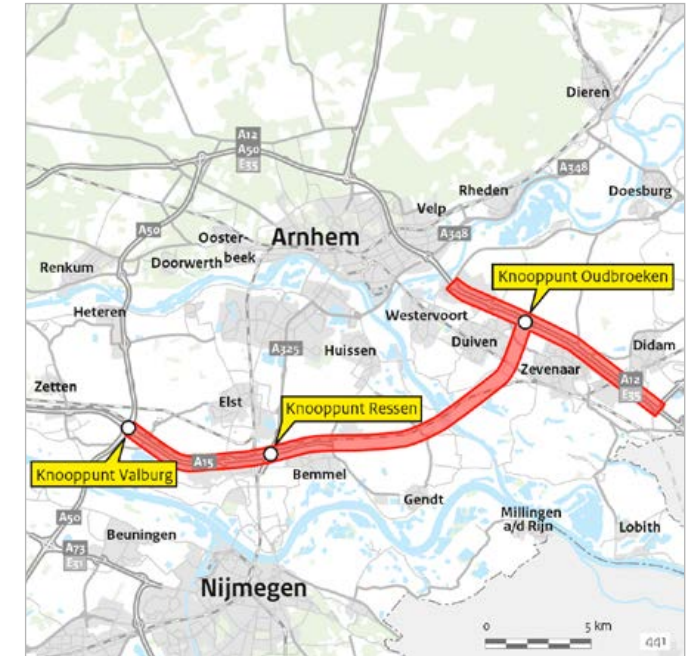 Dieren
A12
A50
E35
A348
Rheden
Doesburg
Velp
A50
Ooster-
beek
Arnhem
A348
Renkum
Doorwerth
Knooppunt Oudbroeken
Heteren
Westervoort
A325
Huissen
Duiven
Didam
Zevenaar
Zetten
A12
E35
Elst
Knooppunt Ressen
A15
Knooppunt Valburg
Bemmel
Gendt
A50
Millingen
a/d Rijn
Lobith
Beuningen
A73
E31
Nijmegen
0 5 km
441